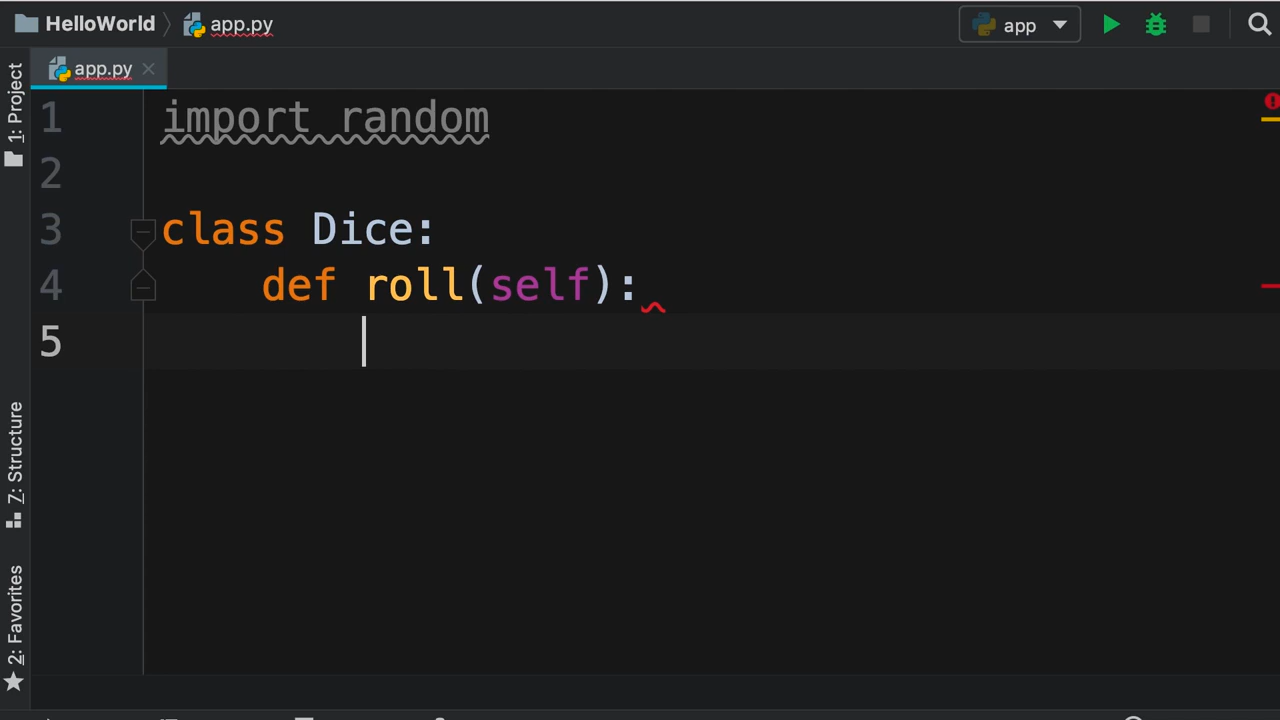 HelloWorld app.py app
app.py
1: Project
1 import random
2
3 class Dice:
4 def roll(self):
5
7: Structure
2: Favorites